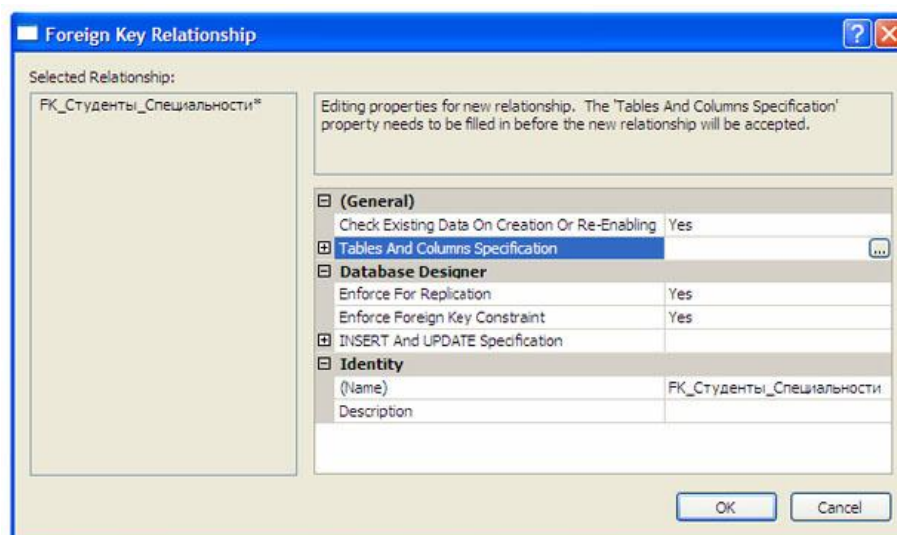 Foreign Key Relationship
Selected Relationship:
FK_Студенты_Специальности*
Editing properties for new relationship. The 'Tables And Columns Specification'
property needs to be filled in before the new relationship will be accepted.
(General)
Check Existing Data On Creation Or Re-Enabling Yes
Tables And Columns Specification ...
Database Designer
Enforce For Replication Yes
Enforce Foreign Key Constraint Yes
INSERT And UPDATE Specification
Identity
(Name) FK_Студенты_Специальности
Description
OK Cancel